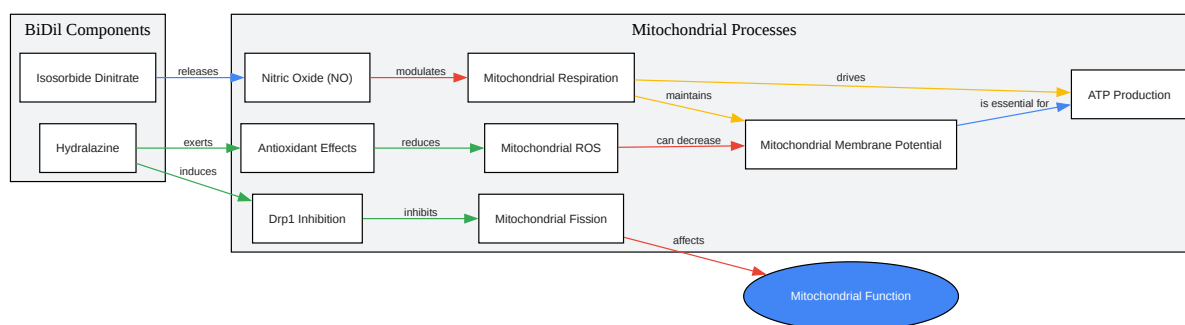 BiDil Components
Mitochondrial Processes
Isosorbide Dinitrate
releases
Nitric Oxide (NO)
modulates
Mitochondrial Respiration
drives
ATP Production
maintains
is essential for
Hydralazine
exerts
Antioxidant Effects
reduces
Mitochondrial ROS
can decrease
Mitochondrial Membrane Potential
induces
Drp1 Inhibition
inhibits
Mitochondrial Fission
affects
Mitochondrial Function